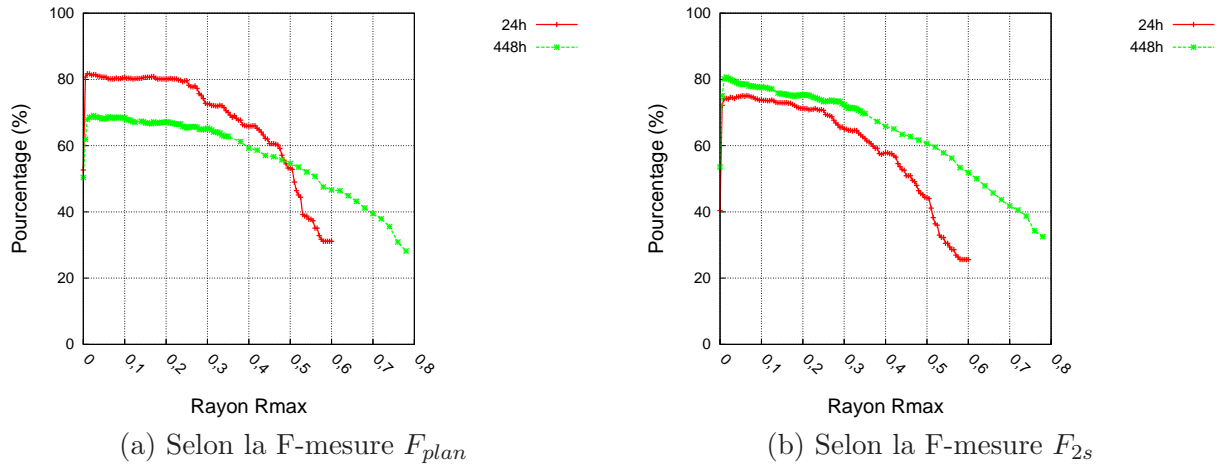 100
80
60
40
20
0
Pourcentage (%)
0 0,1 0,2 0,3 0,4 0,5 0,6 0,7 0,8
Rayon Rmax
24h
448h
(a) Selon la F-mesure F_plan
100
80
60
40
20
0
Pourcentage (%)
0 0,1 0,2 0,3 0,4 0,5 0,6 0,7 0,8
Rayon Rmax
24h
448h
(b) Selon la F-mesure F_2s